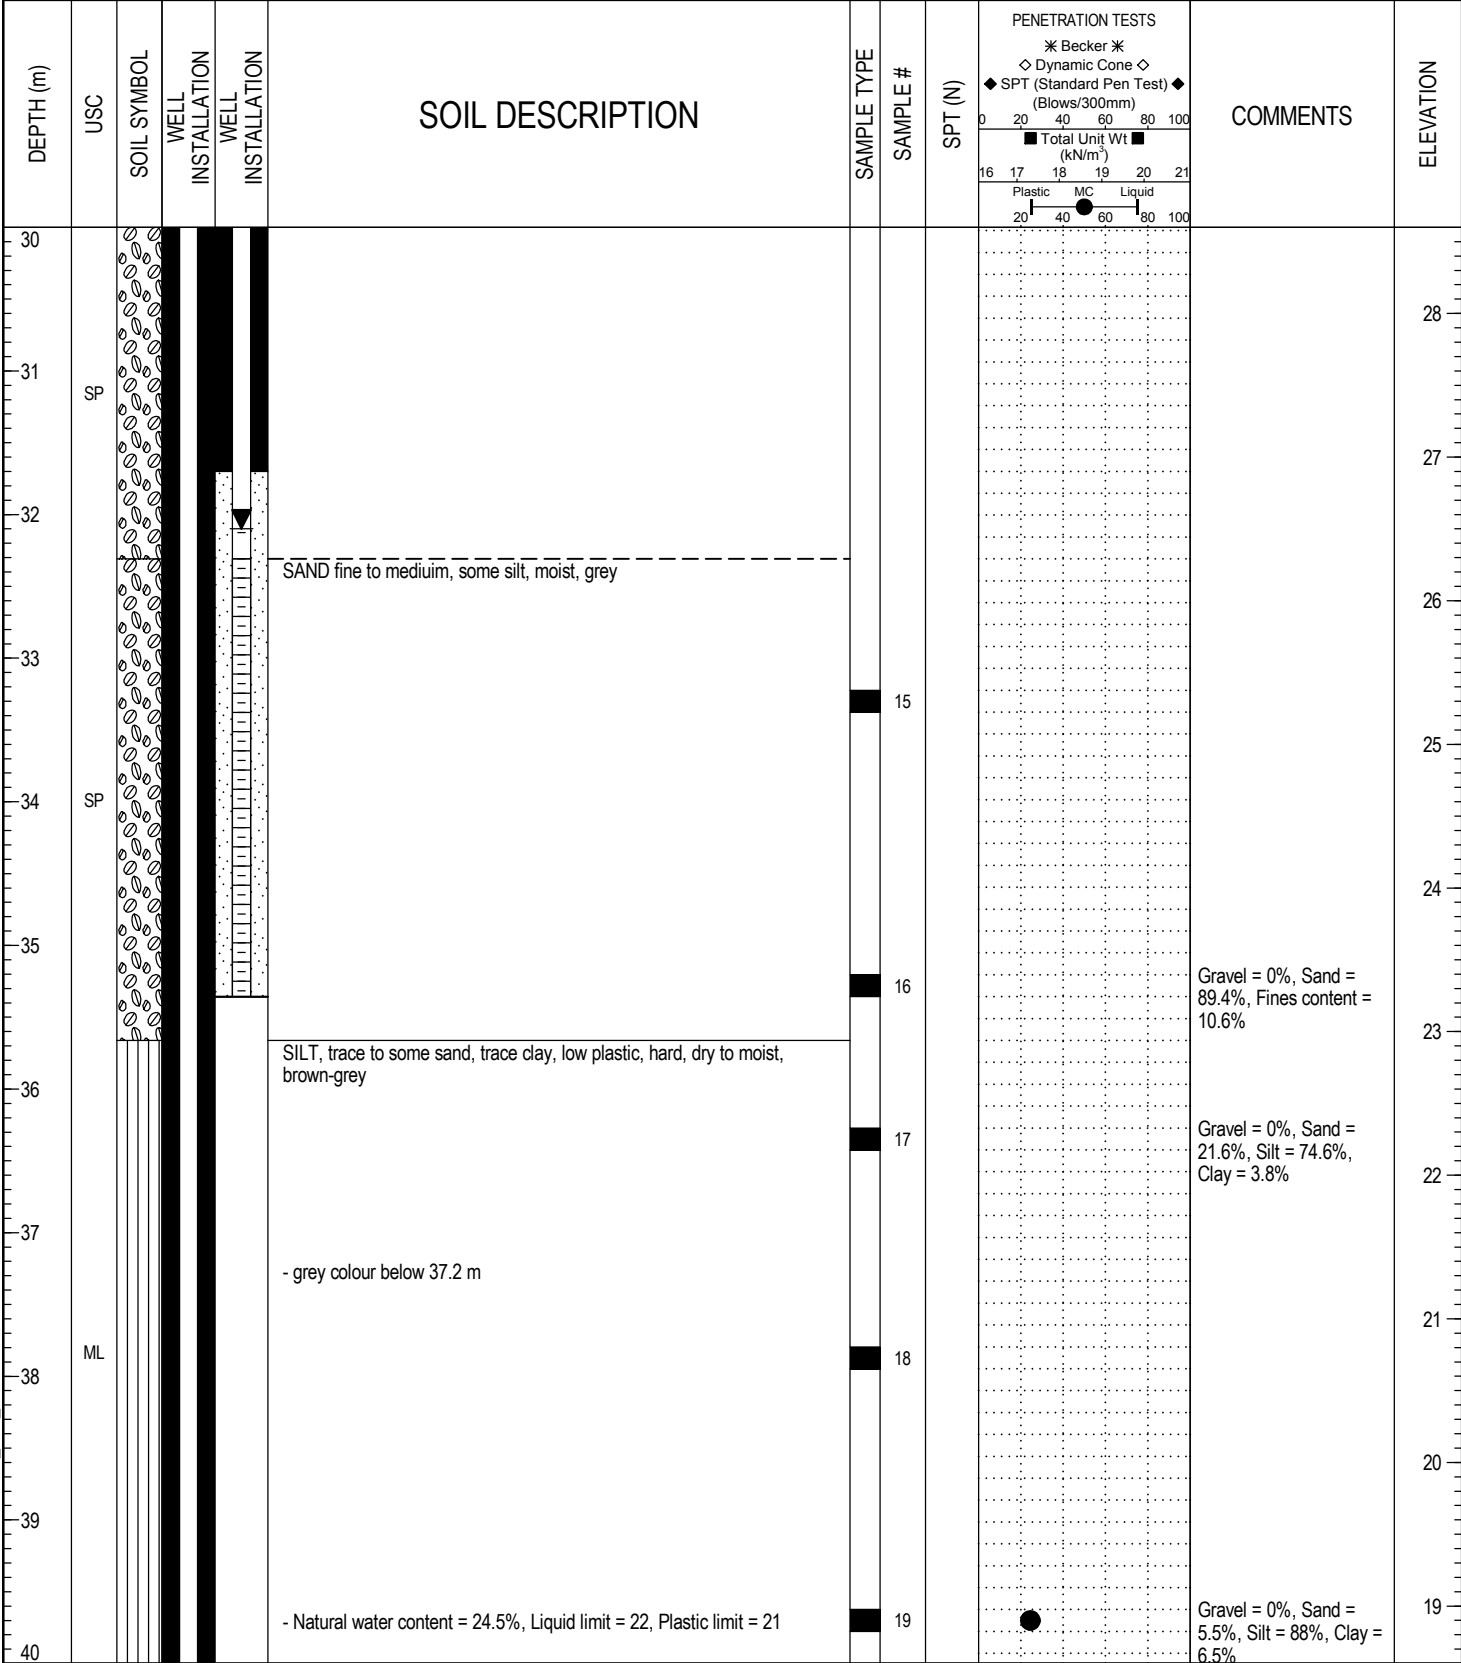 DEPTH (m)
USC
SOIL SYMBOL
WELL
INSTALLATION
WELL
INSTALLATION
SOIL DESCRIPTION
SAMPLE TYPE
SAMPLE #
SPT (N)
PENETRATION TESTS
Becker
Dynamic Cone
SPT (Standard Pen Test)
(Blows/300mm)
0 20 40 60 80 100
Total Unit Wt
(kN/m³)
16 17 18 19 20 21
Plastic MC Liquid
20 40 60 80 100
COMMENTS
ELEVATION
30
28
31
SP
27
32
SAND fine to mediuim, some silt, moist, grey
26
33
15
25
34
SP
24
35
16
Gravel = 0%, Sand =
89.4%, Fines content =
10.6%
23
SILT, trace to some sand, trace clay, low plastic, hard, dry to moist,
brown-grey
36
17
Gravel = 0%, Sand =
21.6%, Silt = 74.6%,
Clay = 3.8%
22
37
- grey colour below 37.2 m
21
ML
18
38
20
39
- Natural water content = 24.5%, Liquid limit = 22, Plastic limit = 21
19
Gravel = 0%, Sand =
5.5%, Silt = 88%, Clay =
6.5%
19
40